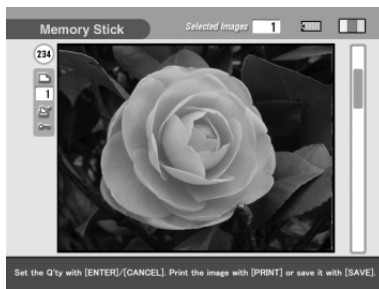 Memory Stick
Selected Images 1
234
1
Set the Q'ty with [ENTER]/[CANCEL]. Print the image with [PRINT] or save it with [SAVE].